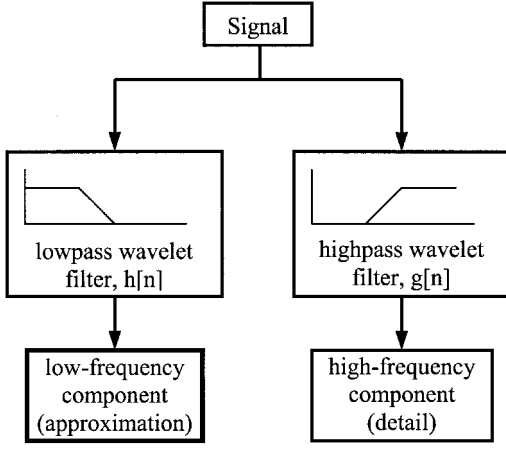 Signal
lowpass wavelet
filter, h[n]
highpass wavelet
filter, g[n]
low-frequency
component
(approximation)
high-frequency
component
(detail)